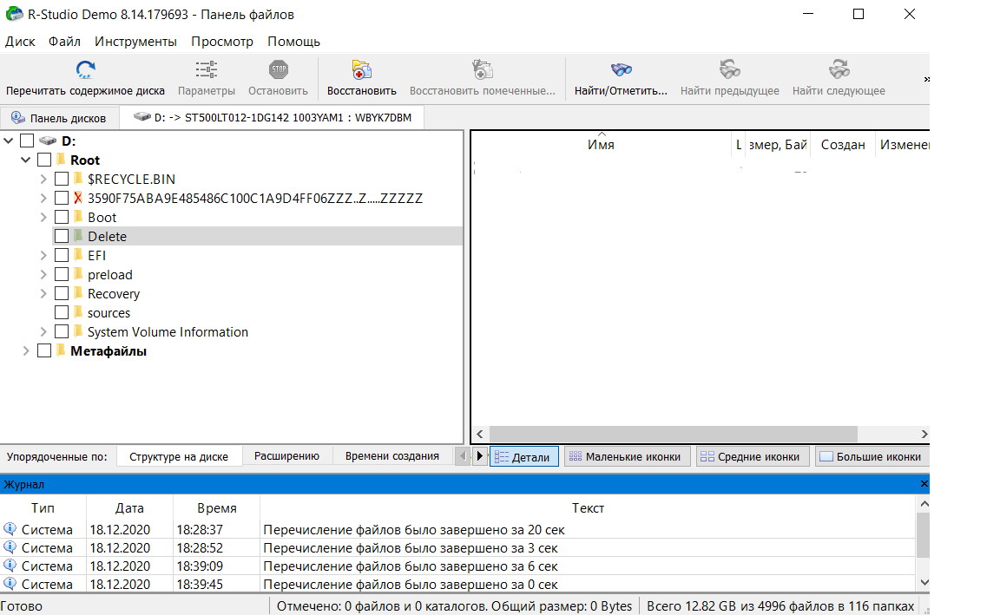 R-Studio Demo 8.14.179693 - Панель файлов
Диск Файл Инструменты Просмотр Помощь
STOP
Перечитать содержимое диска Параметры Остановить Восстановить Восстановить помеченные... Найти/Отметить... Найти предыдущее Найти следующее »
Панель дисков D: -> ST500LT012-1DG142 1003YAM1 : WBYK7DBM
D:
Root
$RECYCLE.BIN
3590F75ABA9E485486C100C1A9D4FF06ZZZ..Z.....ZZZZZ
Boot
Delete
EFI
preload
Recovery
sources
System Volume Information
Метафайлы
Имя L змер, Бай Создан Изменен
Упорядоченные по: Структуре на диске Расширению Времени создания Детали Маленькие иконки Средние иконки Большие иконки
Журнал
Тип Дата Время Текст
Система 18.12.2020 18:28:37 Перечисление файлов было завершено за 20 сек
Система 18.12.2020 18:28:52 Перечисление файлов было завершено за 3 сек
Система 18.12.2020 18:39:09 Перечисление файлов было завершено за 6 сек
Система 18.12.2020 18:39:45 Перечисление файлов было завершено за 0 сек
Готово Отмечено: 0 файлов и 0 каталогов. Общий размер: 0 Bytes Всего 12.82 GB из 4996 файлов в 116 папках